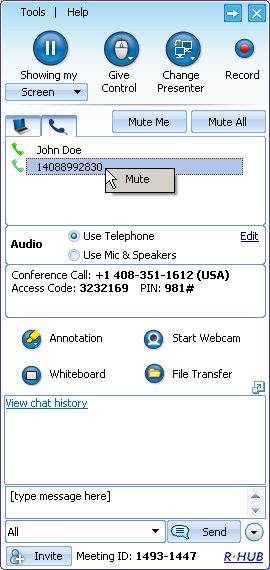 Tools | Help
Showing my
Screen
Give Control
Change Presenter
Record
Mute Me
Mute All
John Doe
14088992830
Mute
Audio
Use Telephone
Edit
Use Mic & Speakers
Conference Call: +1 408-351-1612 (USA)
Access Code: 3232169 PIN: 981#
Annotation
Start Webcam
Whiteboard
File Transfer
View chat history
[type message here]
All
Send
Invite
Meeting ID: 1493-1447
R-HUB